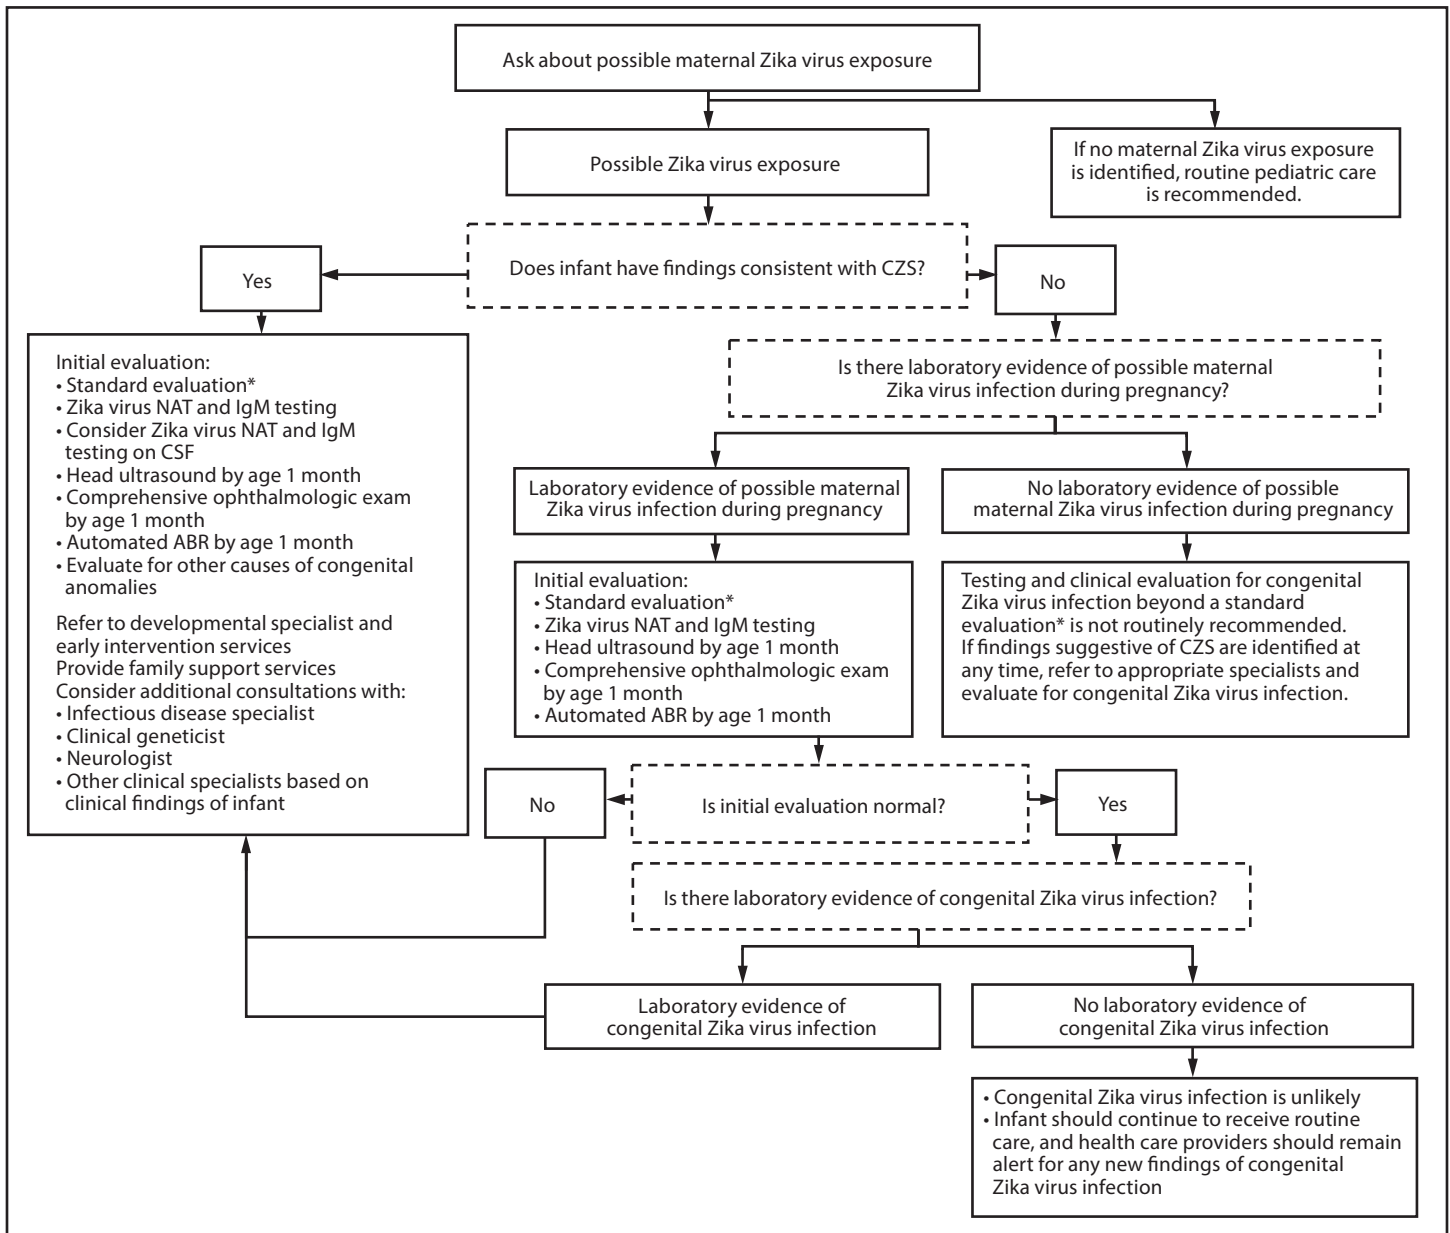 Ask about possible maternal Zika virus exposure
Possible Zika virus exposure
If no maternal Zika virus exposure
is identified, routine pediatric care
is recommended.
Does infant have findings consistent with CZS?
Yes
No
Initial evaluation:
• Standard evaluation*
• Zika virus NAT and IgM testing
• Consider Zika virus NAT and IgM
testing on CSF
• Head ultrasound by age 1 month
• Comprehensive ophthalmologic exam
by age 1 month
• Automated ABR by age 1 month
• Evaluate for other causes of congenital
anomalies
Refer to developmental specialist and
early intervention services
Provide family support services
Consider additional consultations with:
• Infectious disease specialist
• Clinical geneticist
• Neurologist
• Other clinical specialists based on
clinical findings of infant
Is there laboratory evidence of possible maternal
Zika virus infection during pregnancy?
Laboratory evidence of possible maternal
Zika virus infection during pregnancy
No laboratory evidence of possible
maternal Zika virus infection during pregnancy
Initial evaluation:
• Standard evaluation*
• Zika virus NAT and IgM testing
• Head ultrasound by age 1 month
• Comprehensive ophthalmologic exam
by age 1 month
• Automated ABR by age 1 month
Testing and clinical evaluation for congenital
Zika virus infection beyond a standard
evaluation* is not routinely recommended.
If findings suggestive of CZS are identified at
any time, refer to appropriate specialists and
evaluate for congenital Zika virus infection.
No
Is initial evaluation normal?
Yes
Is there laboratory evidence of congenital Zika virus infection?
Laboratory evidence of
congenital Zika virus infection
No laboratory evidence of
congenital Zika virus infection
• Congenital Zika virus infection is unlikely
• Infant should continue to receive routine
care, and health care providers should remain
alert for any new findings of congenital
Zika virus infection